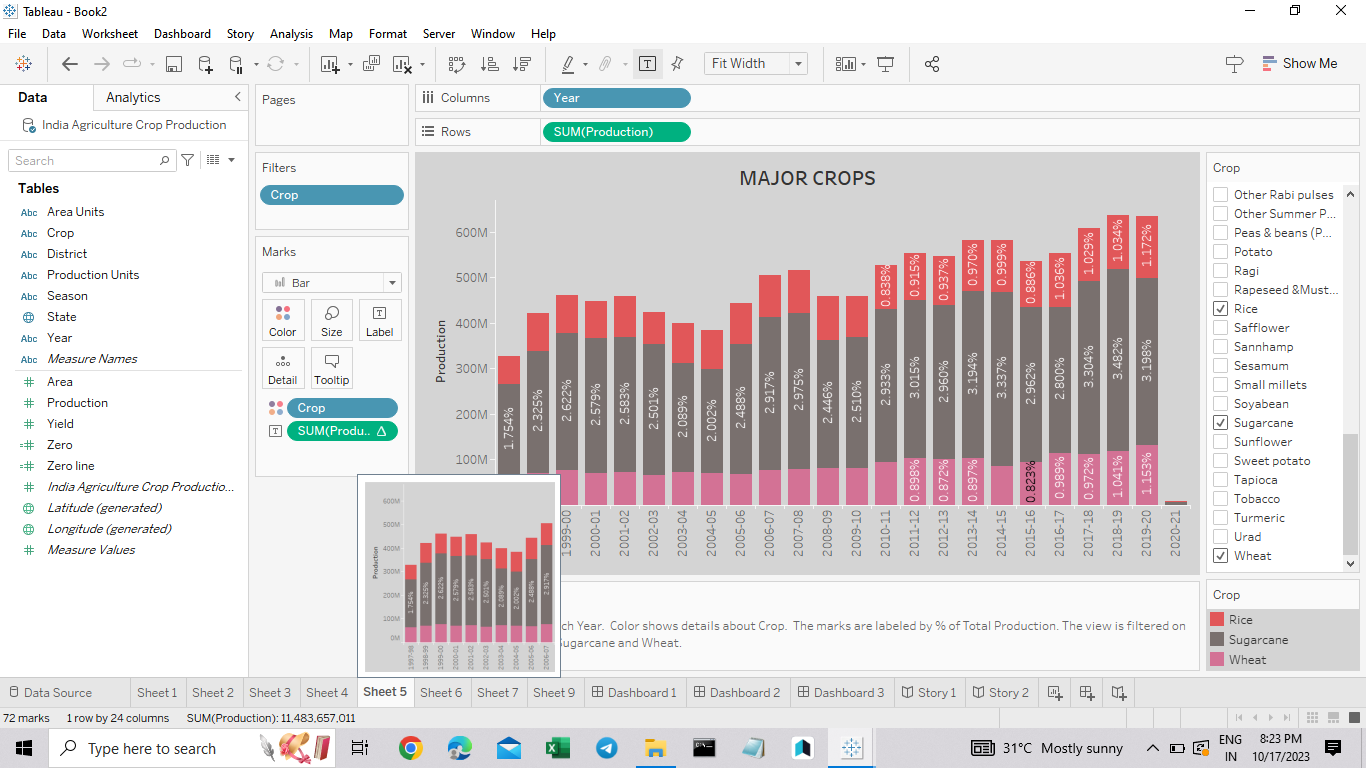 Tableau - Book2
File Data Worksheet Dashboard Story Analysis Map Format Server Window Help
Fit Width
Show Me
Data Analytics
India Agriculture Crop Production
Search
Tables
Abc Area Units
Abc Crop
Abc District
Abc Production Units
Abc Season
State
Abc Year
Abc Measure Names
Area
Production
Yield
Zero
Zero line
India Agriculture Crop Productio...
Latitude (generated)
Longitude (generated)
Measure Values
Pages
Filters
Crop
Marks
Bar
Color Size Label
Detail Tooltip
Crop
SUM(Produ..
Columns Year
Rows SUM(Production)
MAJOR CROPS
Production
600M
500M
400M
300M
200M
100M
0.838% 0.915% 0.937% 0.970% 0.999% 0.886% 1.036% 1.029% 1.034% 1.172%
1.754% 2.325% 2.622% 2.579% 2.583% 2.501% 2.089% 2.002% 2.488% 2.917% 2.975% 2.446% 2.510% 2.933% 3.015% 2.960% 3.194% 3.337% 2.962% 2.800% 3.304% 3.482% 3.198%
0.898% 0.872% 0.897% 0.823% 0.989% 0.972% 1.041% 1.153%
1999-00 2000-01 2001-02 2002-03 2003-04 2004-05 2005-06 2006-07 2007-08 2008-09 2009-10 2010-11 2011-12 2012-13 2013-14 2014-15 2015-16 2016-17 2017-18 2018-19 2019-20 2020-21
Production
600M
500M
400M
300M
200M
100M
0M
1.754% 2.325% 2.622% 2.579% 2.583% 2.501% 2.089% 2.002% 2.488% 2.917%
1997-98 1998-99 1999-00 2000-01 2001-02 2002-03 2003-04 2004-05 2005-06 2006-07
ch Year. Color shows details about Crop. The marks are labeled by % of Total Production. The view is filtered on
Sugarcane and Wheat.
Crop
Other Rabi pulses
Other Summer P...
Peas & beans (P...
Potato
Ragi
Rapeseed &Must...
Rice
Safflower
Sannhamp
Sesamum
Small millets
Soyabean
Sugarcane
Sunflower
Sweet potato
Tapioca
Tobacco
Turmeric
Urad
Wheat
Crop
Rice
Sugarcane
Wheat
Data Source Sheet 1 Sheet 2 Sheet 3 Sheet 4 Sheet 5 Sheet 6 Sheet 7 Sheet 9 Dashboard 1 Dashboard 2 Dashboard 3 Story 1 Story 2
72 marks 1 row by 24 columns SUM(Production): 11,483,657,011
Type here to search
31°C Mostly sunny
ENG
IN
8:23 PM
10/17/2023